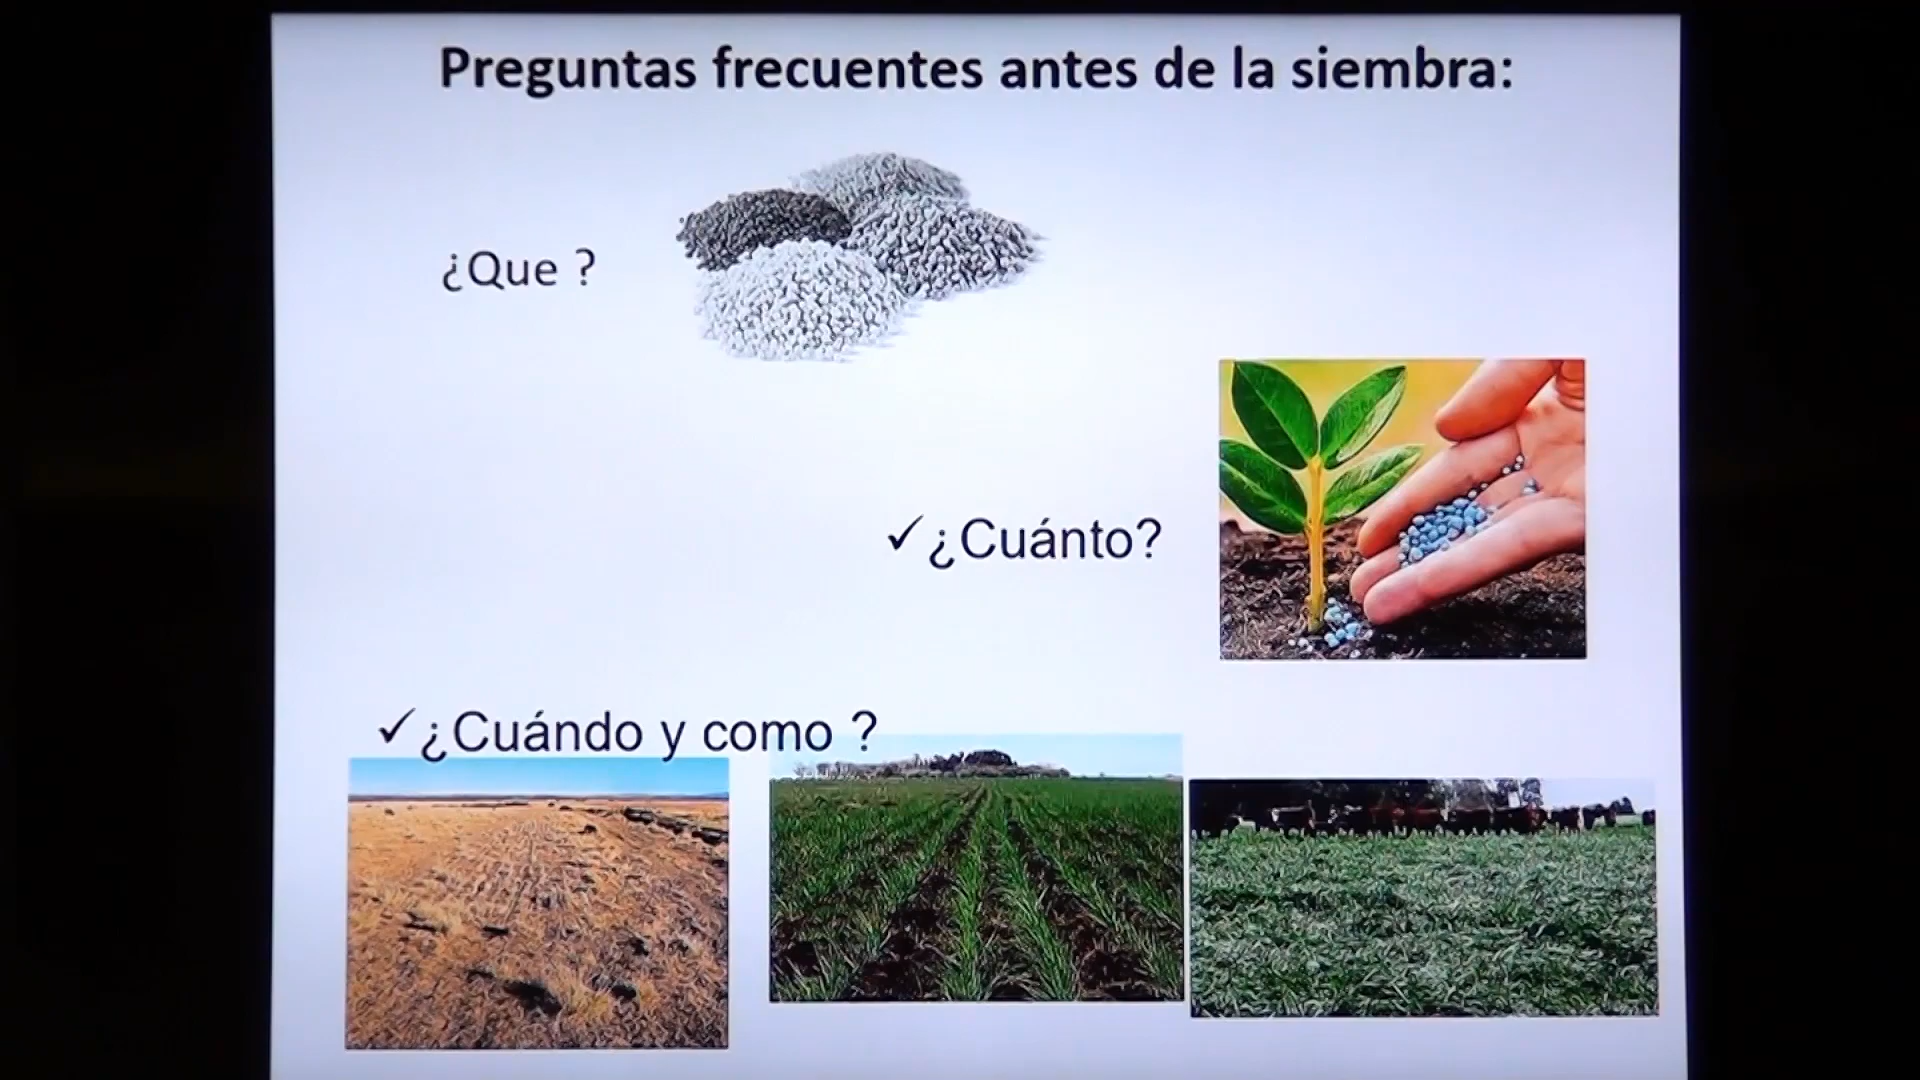 Preguntas frecuentes antes de la siembra:
¿Que ?
✓¿Cuánto?
✓¿Cuándo y como ?